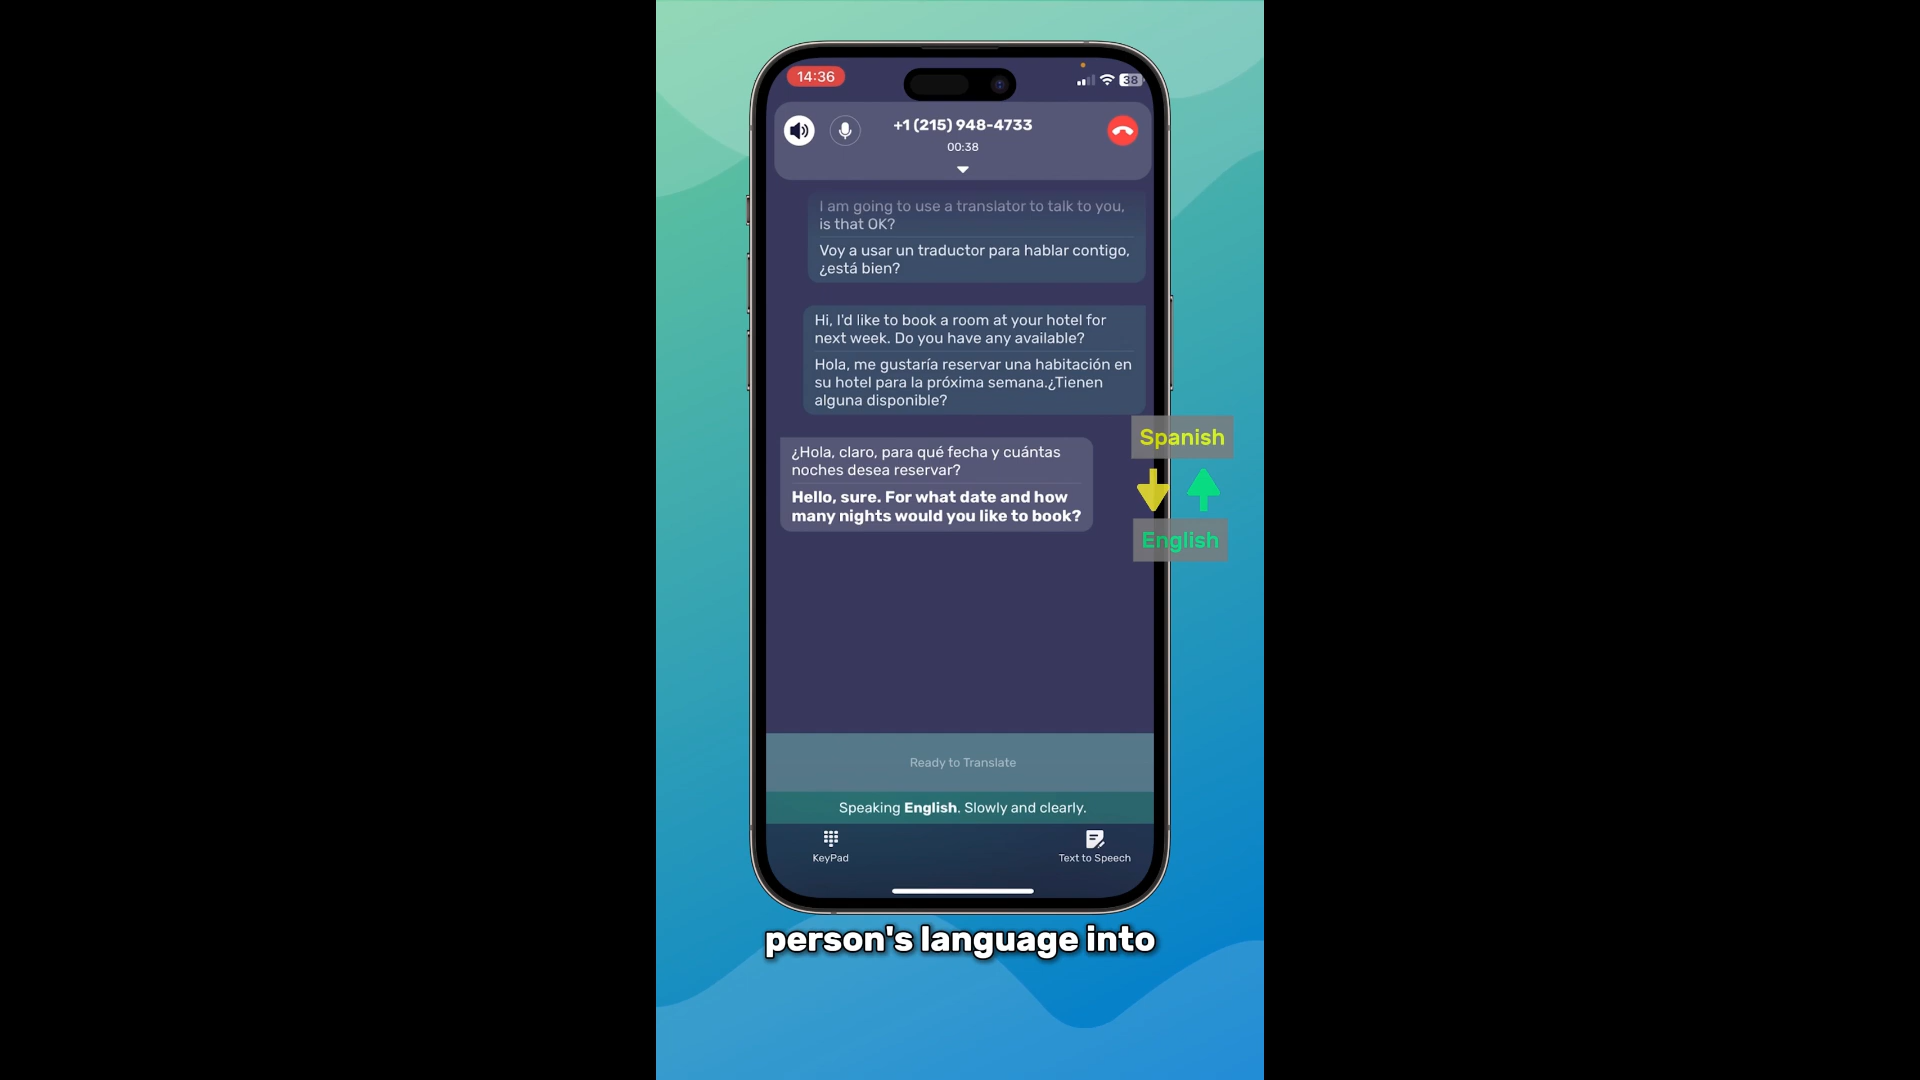 14:36
38
+1 (215) 948-4733
00:38
I am going to use a translator to talk to you,
is that OK?
Voy a usar un traductor para hablar contigo,
¿está bien?
Hi, I'd like to book a room at your hotel for
next week. Do you have any available?
Hola, me gustaría reservar una habitación en
su hotel para la próxima semana.¿Tienen
alguna disponible?
¿Hola, claro, para qué fecha y cuántas
noches desea reservar?
Hello, sure. For what date and how
many nights would you like to book?
Spanish
English
Ready to Translate
Speaking English. Slowly and clearly.
KeyPad
Text to Speech
person's language into